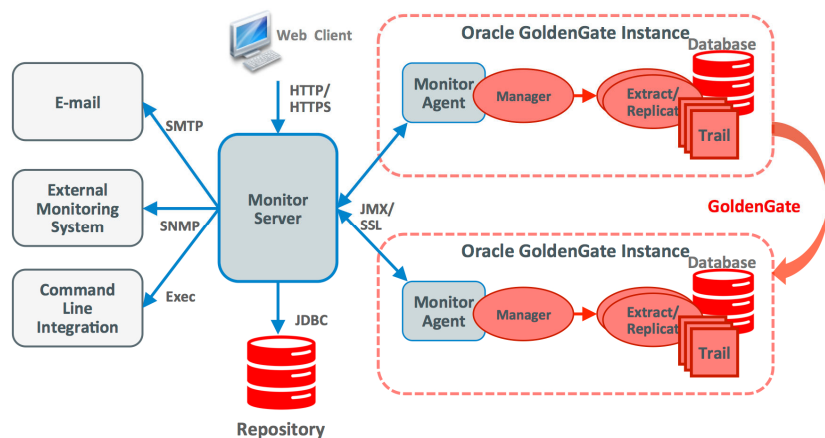 Web Client
HTTP/
HTTPS
E-mail
SMTP
External
Monitoring
System
SNMP
Command
Line
Integration
Exec
Monitor
Server
JMX/
SSL
JDBC
Repository
Oracle GoldenGate Instance
Database
Monitor
Agent
Manager
Extract/
Replicat
Trail
GoldenGate
Oracle GoldenGate Instance
Database
Monitor
Agent
Manager
Extract/
Replicat
Trail